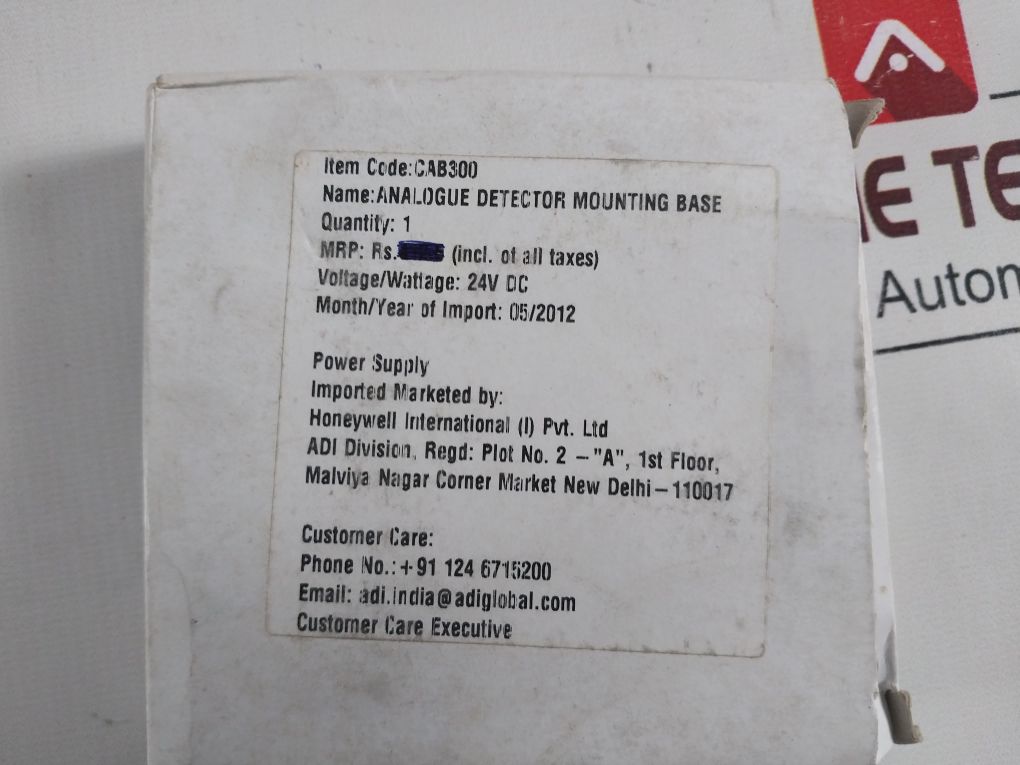 Item Code:CAB300
Name:ANALOGUE DETECTOR MOUNTING BASE
Quantity: 1
MRP: Rs. (incl. of all taxes)
Voltage/Wattage: 24V DC
Month/Year of Import: 05/2012
Power Supply
Imported Marketed by:
Honeywell International (I) Pvt. Ltd
ADI Division, Regd: Plot No. 2 –"A", 1st Floor,
Malviya Nagar Corner Market New Delhi–110017
Customer Care:
Phone No.:+91 124 6715200
Email: adi.india@adiglobal.com
Customer Care Executive